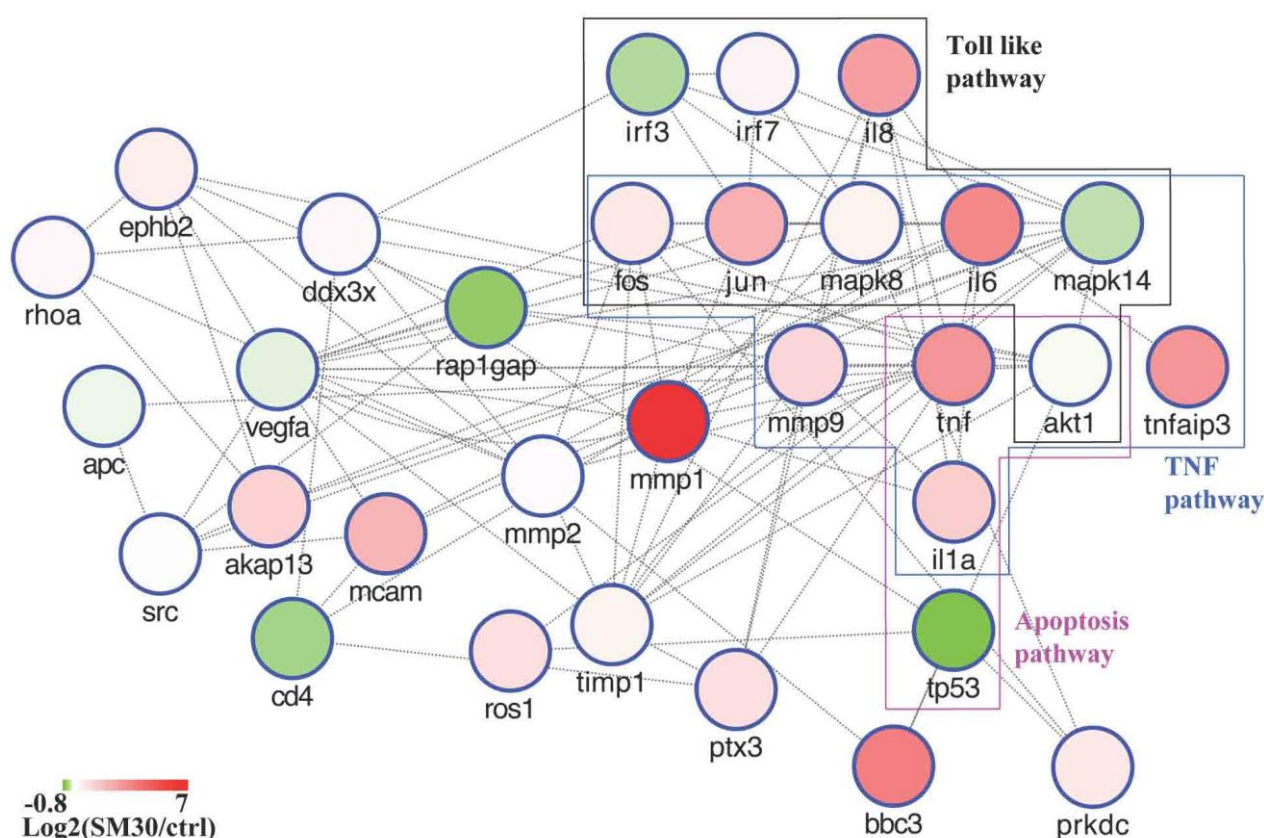 Toll like
pathway
irf3
irf7
il8
ephb2
rhoa
ddx3x
fos
jun
mapk8
il6
mapk14
rap1gap
vegfa
apc
mmp1
mmp9
tnf
akt1
tnfaip3
TNF
pathway
mmp2
akap13
mcam
src
il1a
cd4
ros1
timp1
ptx3
tp53
Apoptosis
pathway
bbc3
prkdc
-0.8
7
Log2(SM30/ctrl)